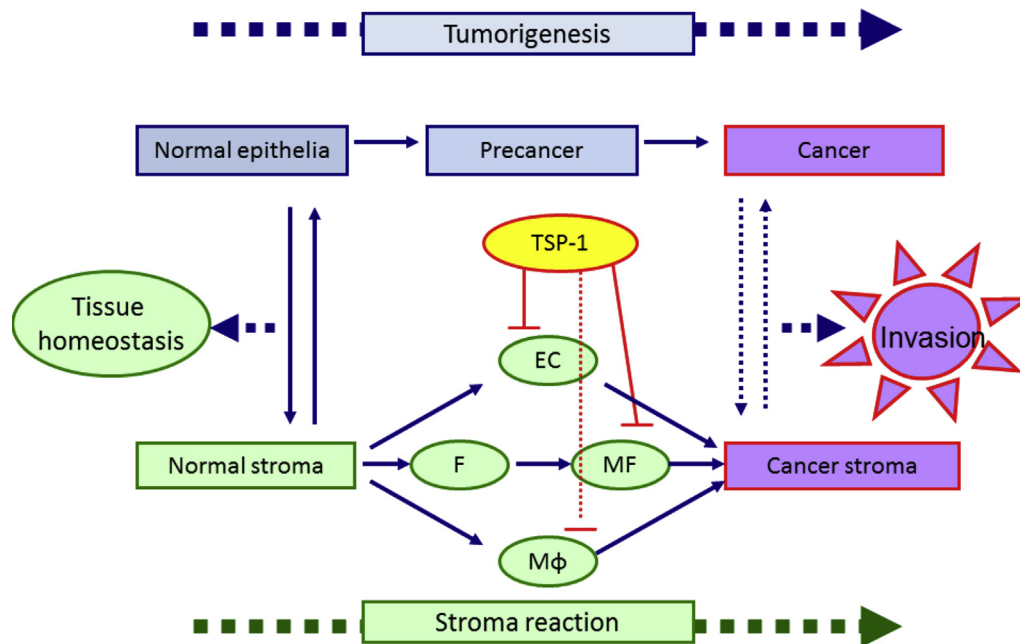 Tumorigenesis
Normal epithelia
Precancer
Cancer
TSP-1
Tissue
homeostasis
EC
Invasion
Normal stroma
F
MF
Cancer stroma
Mϕ
Stroma reaction